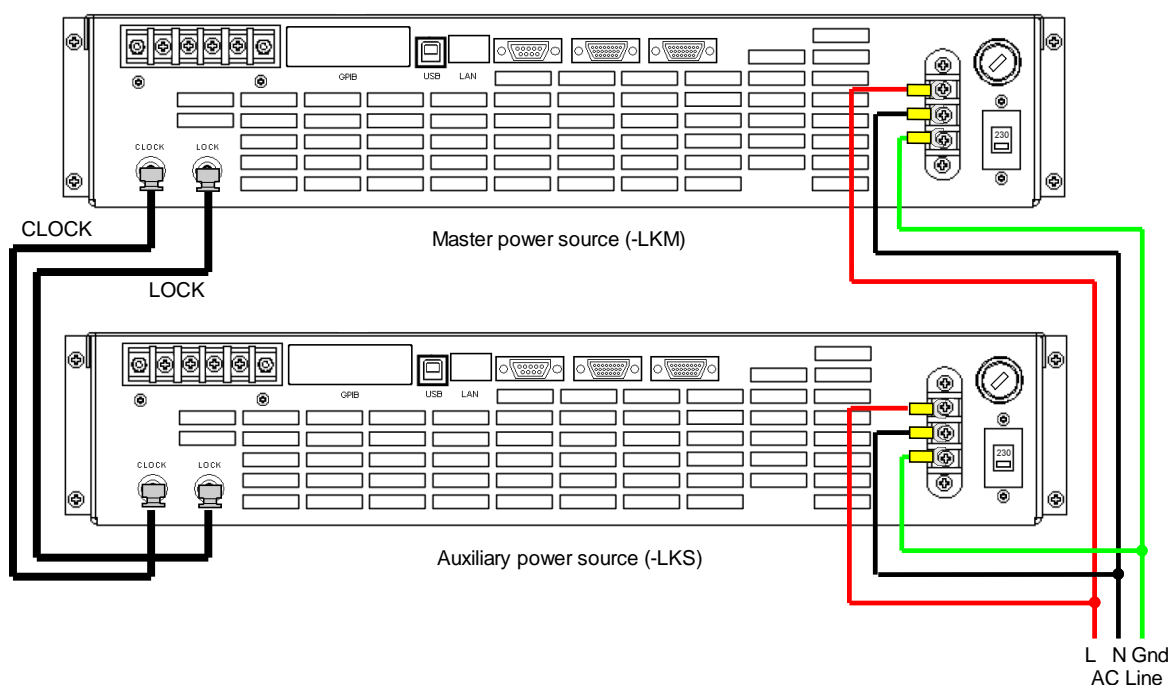 GPIB
USB LAN
230
CLOCK LOCK
CLOCK
Master power source (-LKM)
LOCK
GPIB
USB LAN
230
CLOCK LOCK
Auxiliary power source (-LKS)
L N Gnd
AC Line